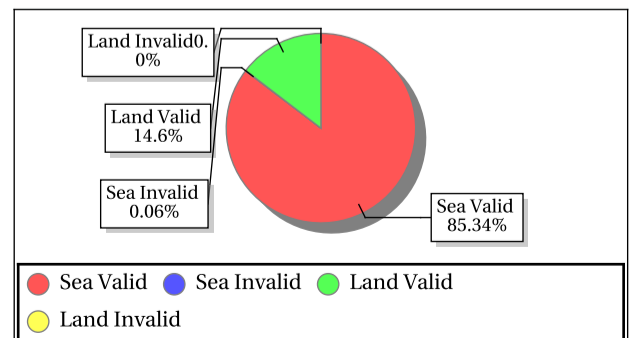 Land Invalid0.
0%
Land Valid
14.6%
Sea Invalid
0.06%
Sea Valid
85.34%
Sea Valid Sea Invalid Land Valid
Land Invalid